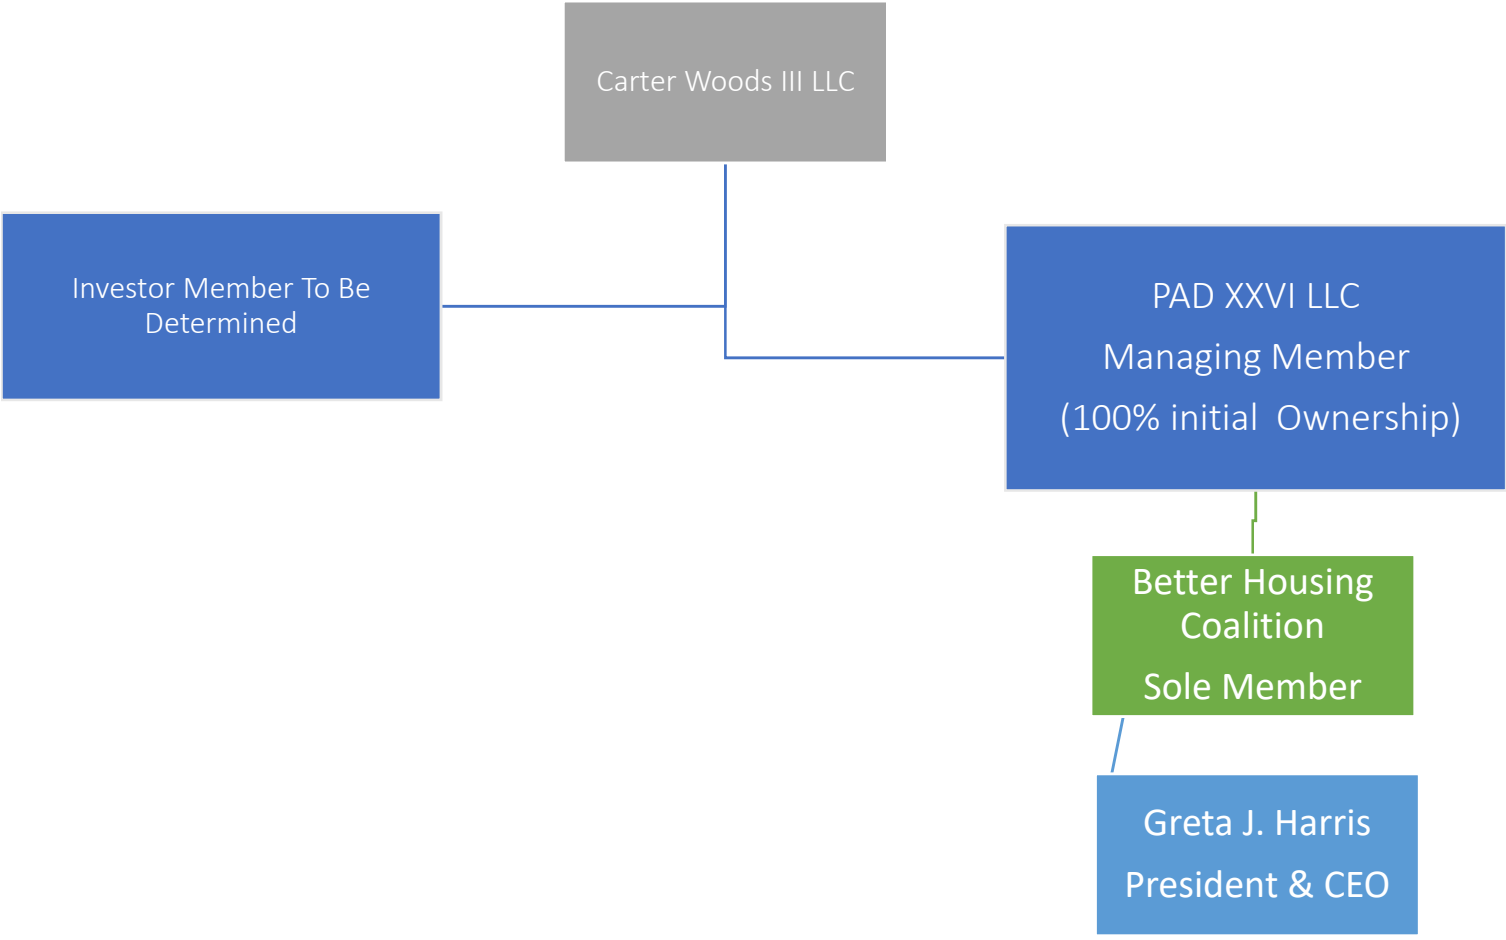 Carter Woods III LLC
Investor Member To Be
Determined
PAD XXVI LLC
Managing Member
(100% initial  Ownership)
Better Housing
Coalition
Sole Member
Greta J. Harris
President & CEO